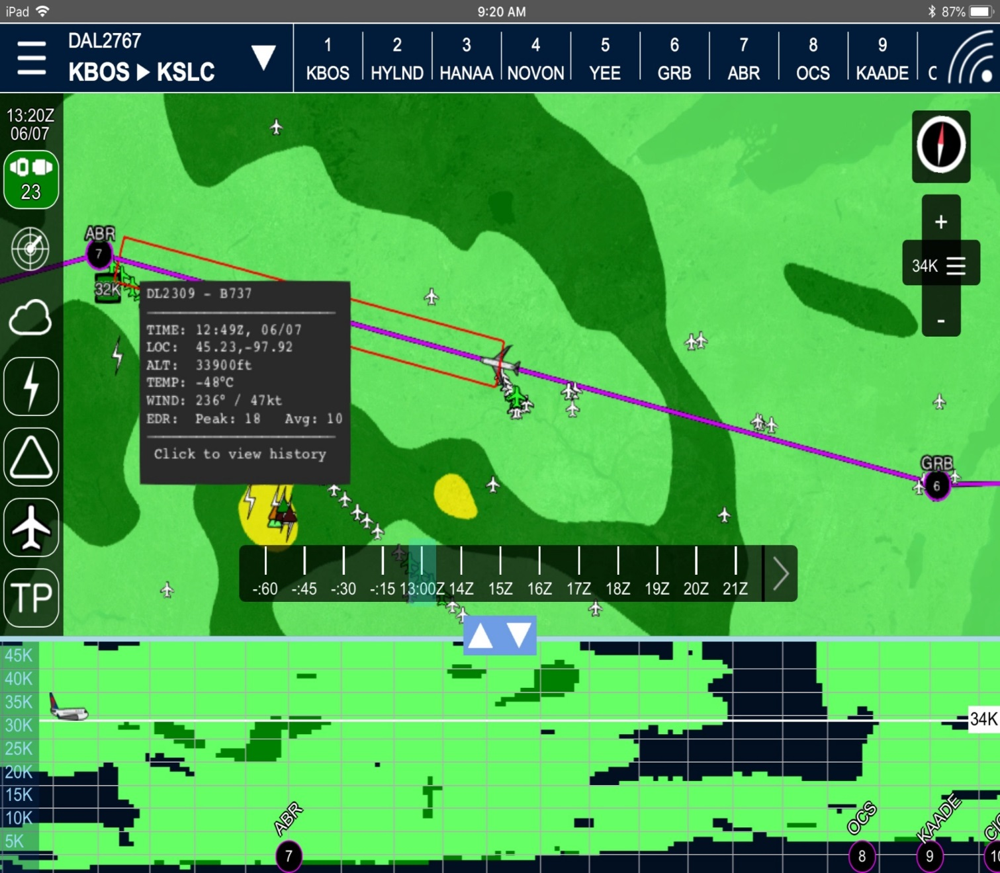 iPad 9:20 AM 87%
DAL2767
KBOS KSLC
1 2 3 4 5 6 7 8 9
KBOS HYLND HANAA NOVON YEE GRB ABR OCS KAADE C
13:20Z
06/07
23
TP
+
34K
-
ABR
7
32K
DL2309 - B737
TIME: 12:49Z, 06/07
LOC: 45.23,-97.92
ALT: 33900ft
TEMP: -48°C
WIND: 236° / 47kt
EDR: Peak: 18 Avg: 10
Click to view history
GRB
6
-:60 -:45 -:30 -:15 13:00Z 14Z 15Z 16Z 17Z 18Z 19Z 20Z 21Z
45K
40K
35K
30K
25K
20K
15K
10K
5K
34K
ABR
7
OCS
8
KAADE
9
CIC
10